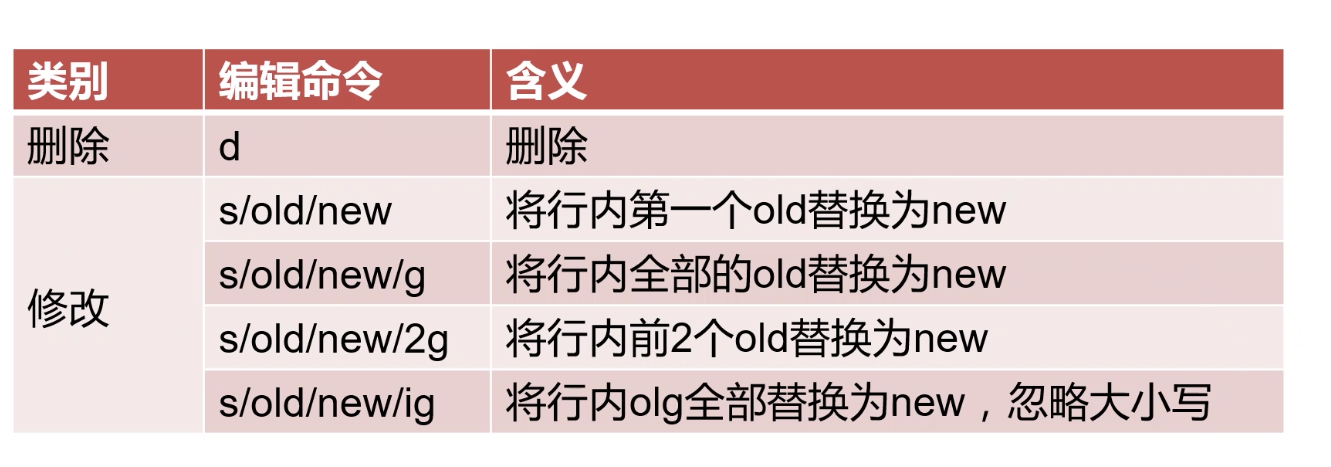 类别 编辑命令 含义
删除 d 删除
修改
s/old/new 将行内第一个old替换为new
s/old/new/g 将行内全部的old替换为new
s/old/new/2g 将行内前2个old替换为new
s/old/new/ig 将行内olg全部替换为new，忽略大小写